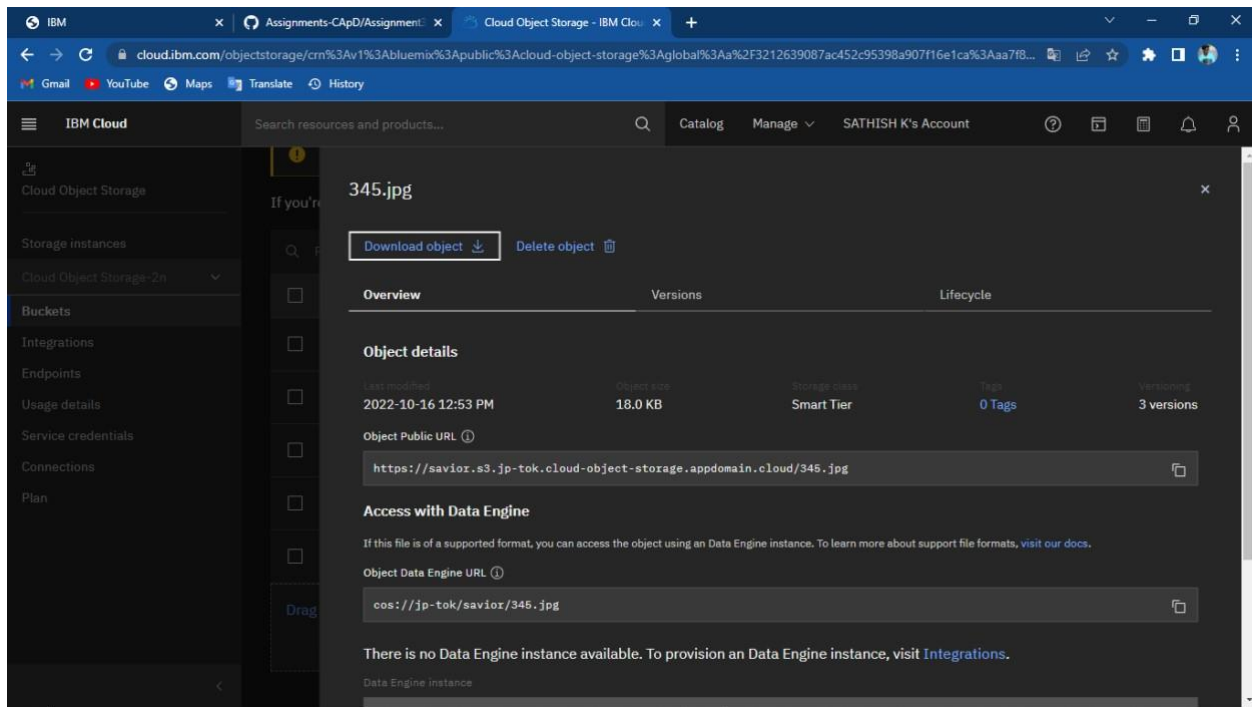 IBM
Assignments-CApD/Assignment
Cloud Object Storage - IBM Clou
cloud.ibm.com/objectstorage/crn%3Av1%3Abluemix%3Apublic%3Acloud-object-storage%3Aglobal%3Aa%2F3212639087ac452c95398a907f16e1ca%3Aaa7f8...
Gmail YouTube Maps Translate History
IBM Cloud Search resources and products... Catalog Manage SATHISH K's Account
Cloud Object Storage
Storage instances
Cloud Object Storage-2n
Buckets
Integrations
Endpoints
Usage details
Service credentials
Connections
Plan
If you're
Drag
345.jpg
Download object Delete object
Overview Versions Lifecycle
Object details
Last modified Object size Storage class Tags Versioning
2022-10-16 12:53 PM 18.0 KB Smart Tier 0 Tags 3 versions
Object Public URL
https://savior.s3.jp-tok.cloud-object-storage.appdomain.cloud/345.jpg
Access with Data Engine
If this file is of a supported format, you can access the object using an Data Engine instance. To learn more about support file formats, visit our docs.
Object Data Engine URL
cos://jp-tok/savior/345.jpg
There is no Data Engine instance available. To provision an Data Engine instance, visit Integrations.
Data Engine instance